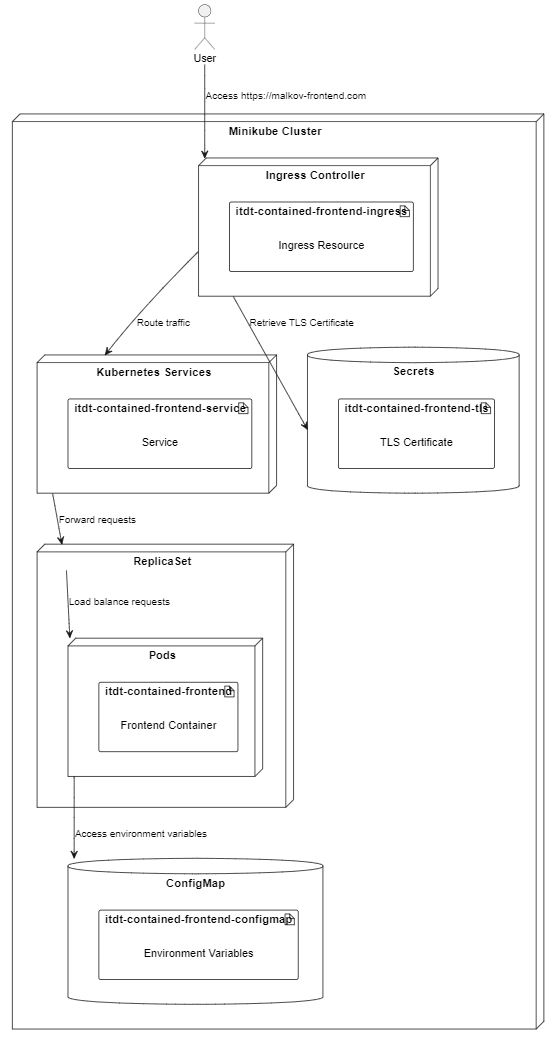 User
Access https://malkov-frontend.com
Minikube Cluster
Ingress Controller
itdt-contained-frontend-ingress
Ingress Resource
Route traffic
Retrieve TLS Certificate
Kubernetes Services
itdt-contained-frontend-service
Service
Secrets
itdt-contained-frontend-tls
TLS Certificate
Forward requests
ReplicaSet
Load balance requests
Pods
itdt-contained-frontend
Frontend Container
Access environment variables
ConfigMap
itdt-contained-frontend-configmap
Environment Variables